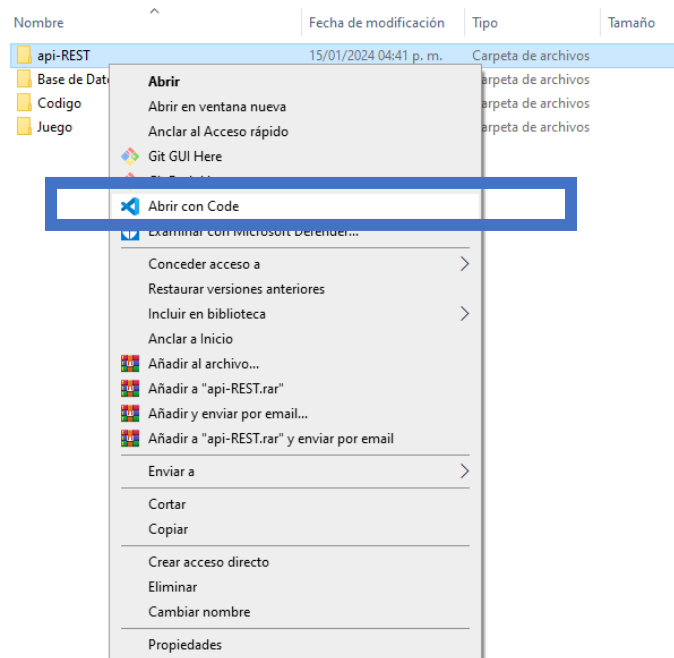 Nombre Fecha de modificación Tipo Tamaño
api-REST 15/01/2024 04:41 p. m. Carpeta de archivos
Base de Dat arpeta de archivos
Codigo arpeta de archivos
Juego arpeta de archivos
Abrir
Abrir en ventana nueva
Anclar al Acceso rápido
Git GUI Here
Abrir con Code
Examinar con Microsoft Defender...
Conceder acceso a
Restaurar versiones anteriores
Incluir en biblioteca
Anclar a Inicio
Añadir al archivo...
Añadir a "api-REST.rar"
Añadir y enviar por email...
Añadir a "api-REST.rar" y enviar por email
Enviar a
Cortar
Copiar
Crear acceso directo
Eliminar
Cambiar nombre
Propiedades